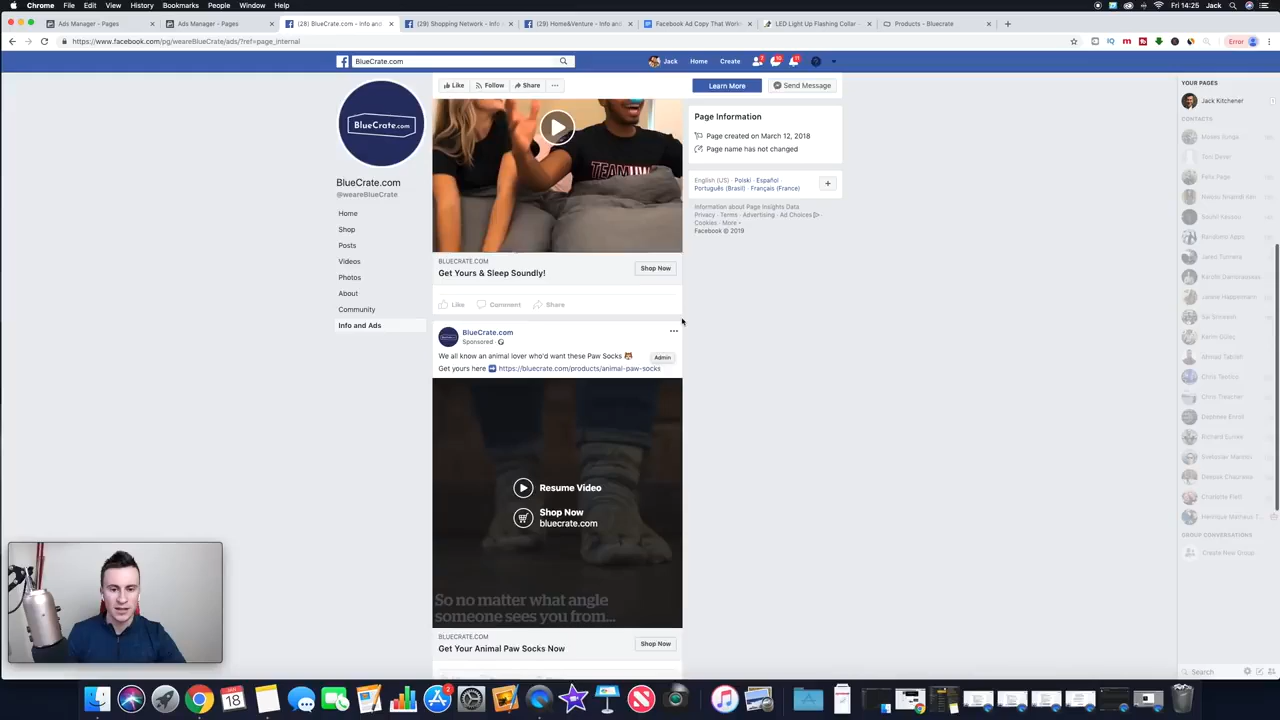 Chrome File Edit View History Bookmarks People Window Help
Fri 14:25 Jack
Ads Manager - Pages
Ads Manager - Pages
(28) BlueCrate.com - Info and
(29) Shopping Network - Info
(29) Home&Venture - Info and
Facebook Ad Copy That Work
LED Light Up Flashing Collar
Products - Bluecrate
https://www.facebook.com/pg/weareBlueCrate/ads/?ref=page_internal
Error
BlueCrate.com
Jack Home Create
Like Follow Share
Learn More
Send Message
BlueCrate.com
BlueCrate.com
@weareBlueCrate
Home
Shop
Posts
Videos
Photos
About
Community
Info and Ads
BLUECRATE.COM
Get Yours & Sleep Soundly!
Shop Now
Like Comment Share
BlueCrate.com
Sponsored
We all know an animal lover who'd want these Paw Socks
Admin
Get yours here https://bluecrate.com/products/animal-paw-socks
Resume Video
Shop Now
bluecrate.com
So no matter what angle
someone sees you from...
BLUECRATE.COM
Get Your Animal Paw Socks Now
Shop Now
Page Information
Page created on March 12, 2018
Page name has not changed
English (US) · Polski · Español ·
Português (Brasil) · Français (France)
Information about Page Insights Data
Privacy · Terms · Advertising · Ad Choices
Cookies · More
Facebook © 2019
YOUR PAGES
Jack Kitchener
CONTACTS
GROUP CONVERSATIONS
Create New Group
Search
JAN
18